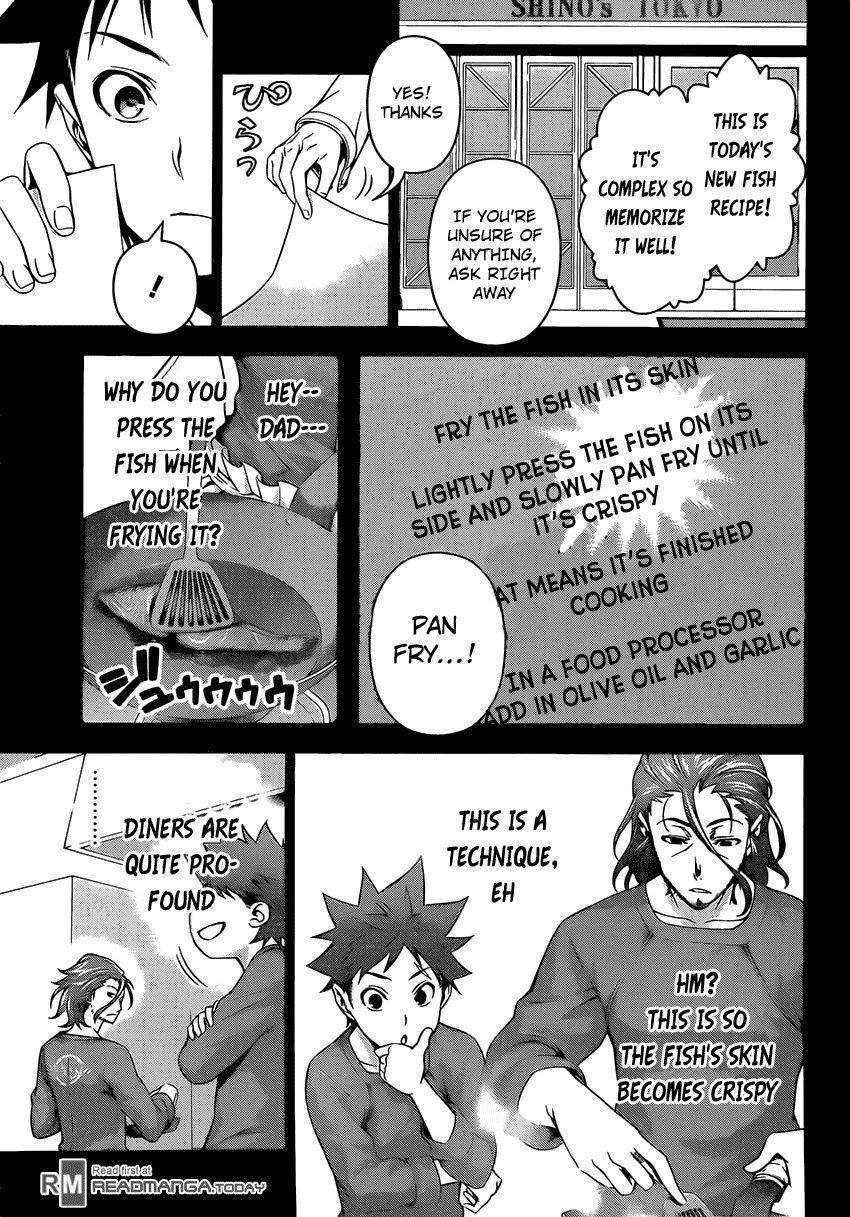 SHINO's TOKYO
THIS IS
TODAY'S
NEW FISH
RECIPE!
IT'S
COMPLEX SO
MEMORIZE
IT WELL!
YES!
THANKS
IF YOU'RE
UNSURE OF
ANYTHING,
ASK RIGHT
AWAY
ぴらっ
!
FRY THE FISH IN ITS SKIN
LIGHTLY PRESS THE FISH ON ITS
SIDE AND SLOWLY PAN FRY UNTIL
IT'S CRISPY
AT MEANS IT'S FINISHED
COOKING
IN A FOOD PROCESSOR
ADD IN OLIVE OIL AND GARLIC
PAN
FRY...!
HEY--
DAD---
WHY DO YOU
PRESS THE
FISH WHEN
YOU'RE
FRYING IT?
ジュウウウウ
HM?
THIS IS SO
THE FISH'S SKIN
BECOMES CRISPY
THIS IS A
TECHNIQUE,
EH
......
DINERS ARE
QUITE PRO-
FOUND
RM
Read first at
READMANGA.TODAY